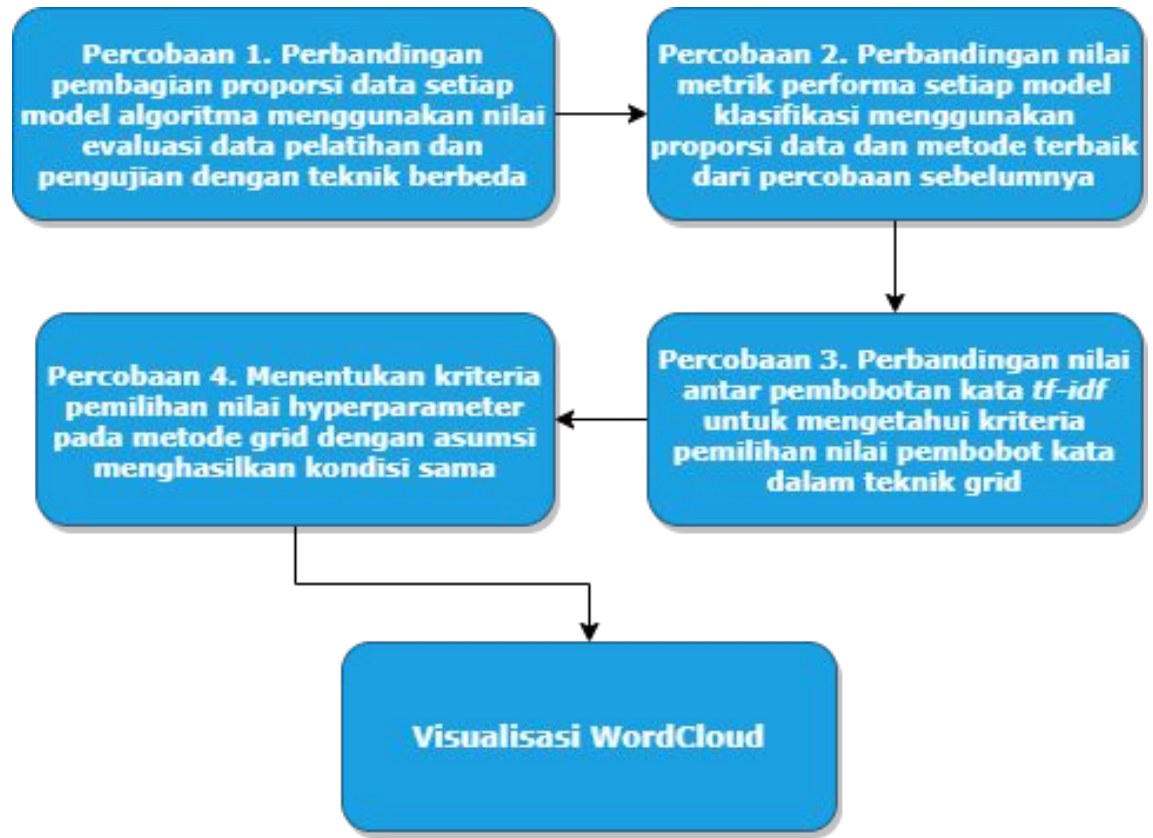 Percobaan 1. Perbandingan
pembagian proporsi data setiap
model algoritma menggunakan nilai
evaluasi data pelatihan dan
pengujian dengan teknik berbeda
Percobaan 2. Perbandingan nilai
metrik performa setiap model
klasifikasi menggunakan
proporsi data dan metode terbaik
dari percobaan sebelumnya
Percobaan 3. Perbandingan nilai
antar pembobotan kata tf-idf
untuk mengetahui kriteria
pemilihan nilai pembobot kata
dalam teknik grid
Percobaan 4. Menentukan kriteria
pemilihan nilai hyperparameter
pada metode grid dengan asumsi
menghasilkan kondisi sama
Visualisasi WordCloud